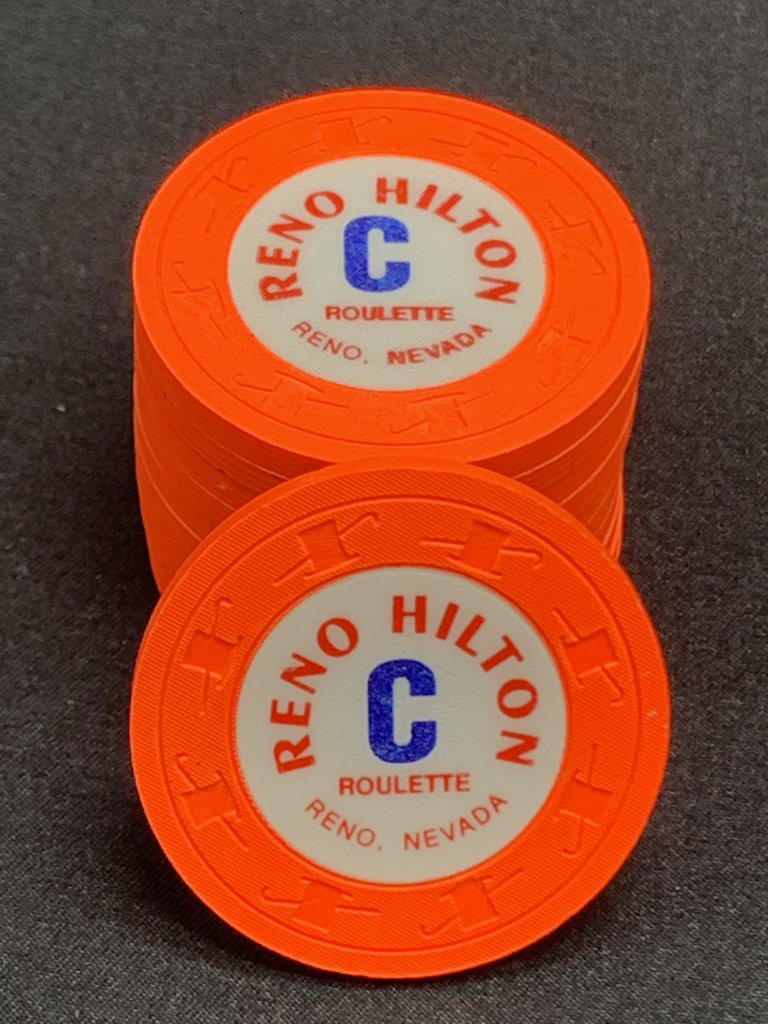 RENO HILTON
C
ROULETTE
RENO, NEVADA
RENO HILTON
C
ROULETTE
RENO, NEVADA